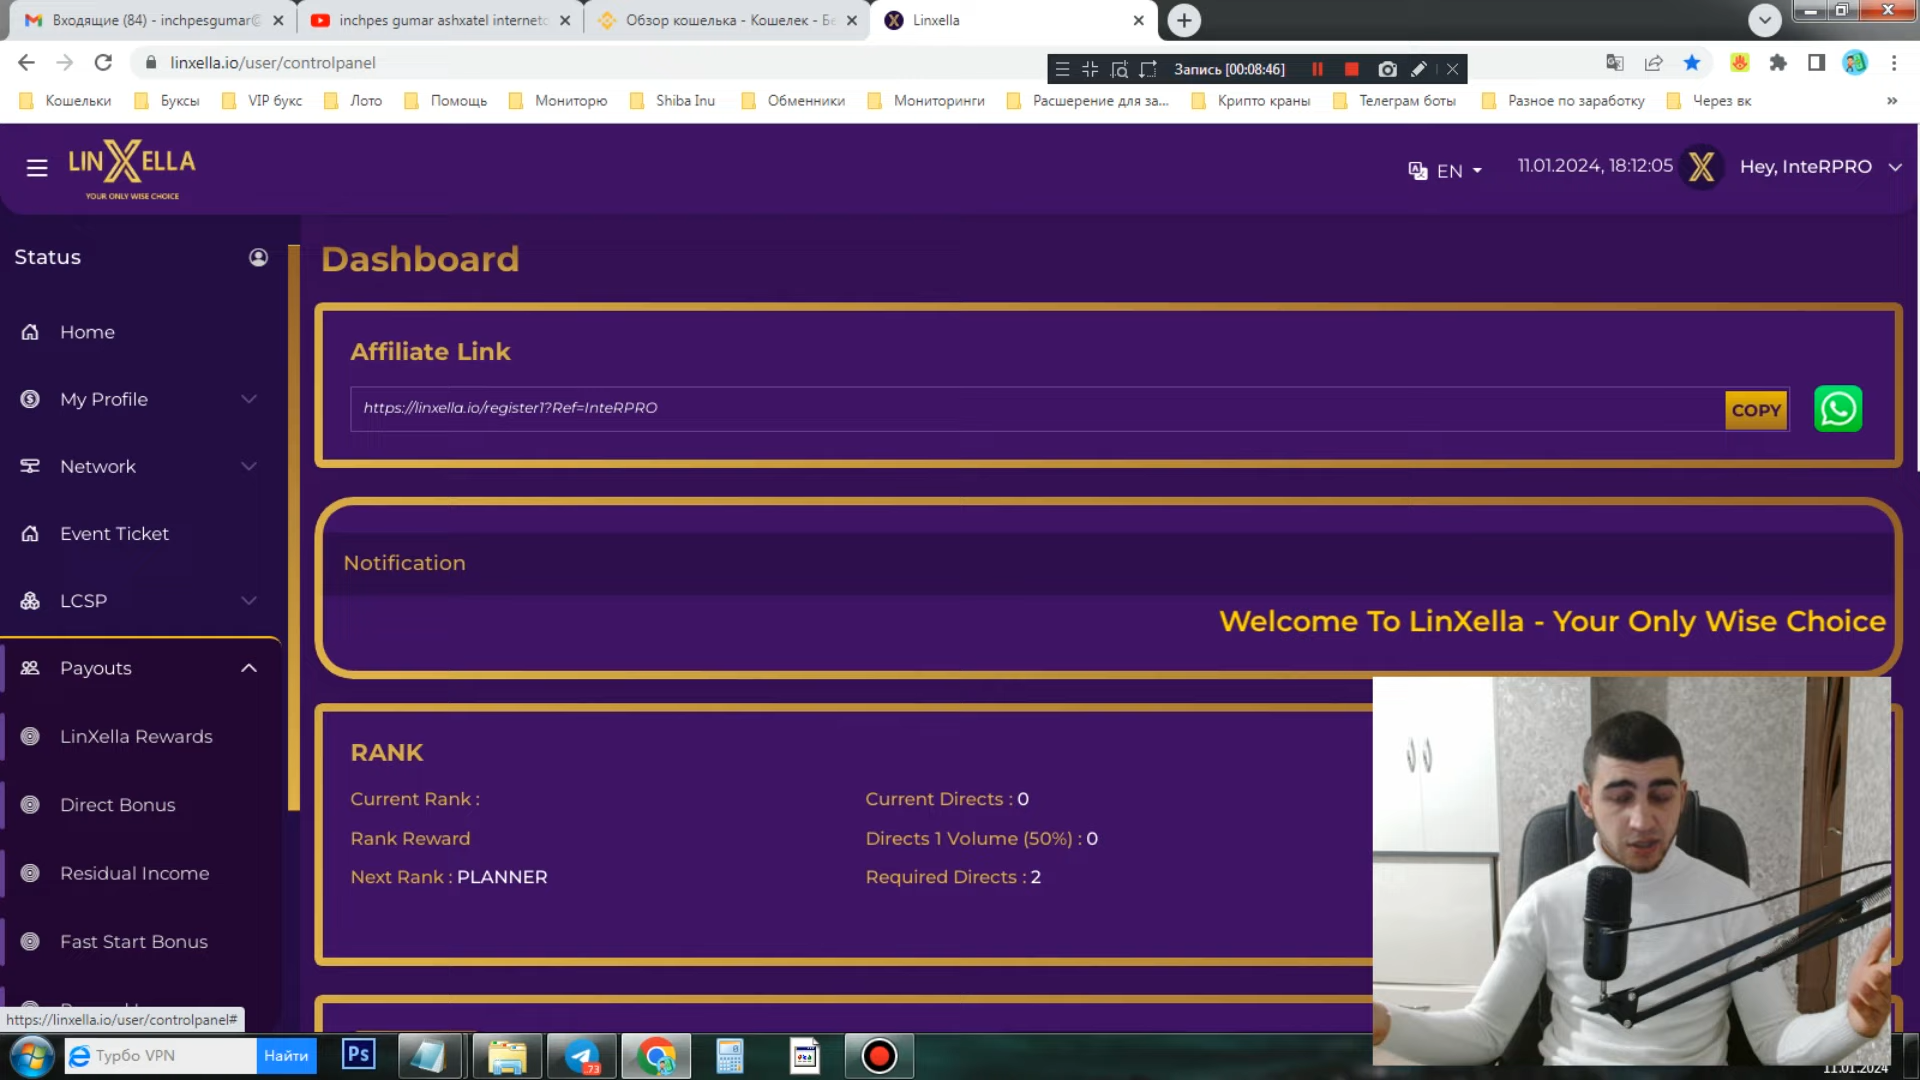 Входящие (84) - inchpesgumar@
inchpes gumar ashxatel interneto
Обзор кошелька - Кошелек - Би
Linxella
linxella.io/user/controlpanel
Запись [00:08:46]
Кошельки
Буксы
VIP букс
Лото
Помощь
Мониторю
Shiba Inu
Обменники
Мониторинги
Расшерение для за...
Крипто краны
Телеграм боты
Разное по заработку
Через вк
»
LINXELLA
YOUR ONLY WISE CHOICE
EN
11.01.2024, 18:12:05
Hey, InteRPRO
Status
Home
My Profile
Network
Event Ticket
LCSP
Payouts
LinXella Rewards
Direct Bonus
Residual Income
Fast Start Bonus
Dashboard
Affiliate Link
https://linxella.io/register1?Ref=InteRPRO
COPY
Notification
Welcome To LinXella - Your Only Wise Choice
RANK
Current Rank :
Current Directs : 0
Rank Reward
Directs 1 Volume (50%) : 0
Next Rank : PLANNER
Required Directs : 2
https://linxella.io/user/controlpanel#
Турбо VPN
Найти
Ps
73
11.01.2024